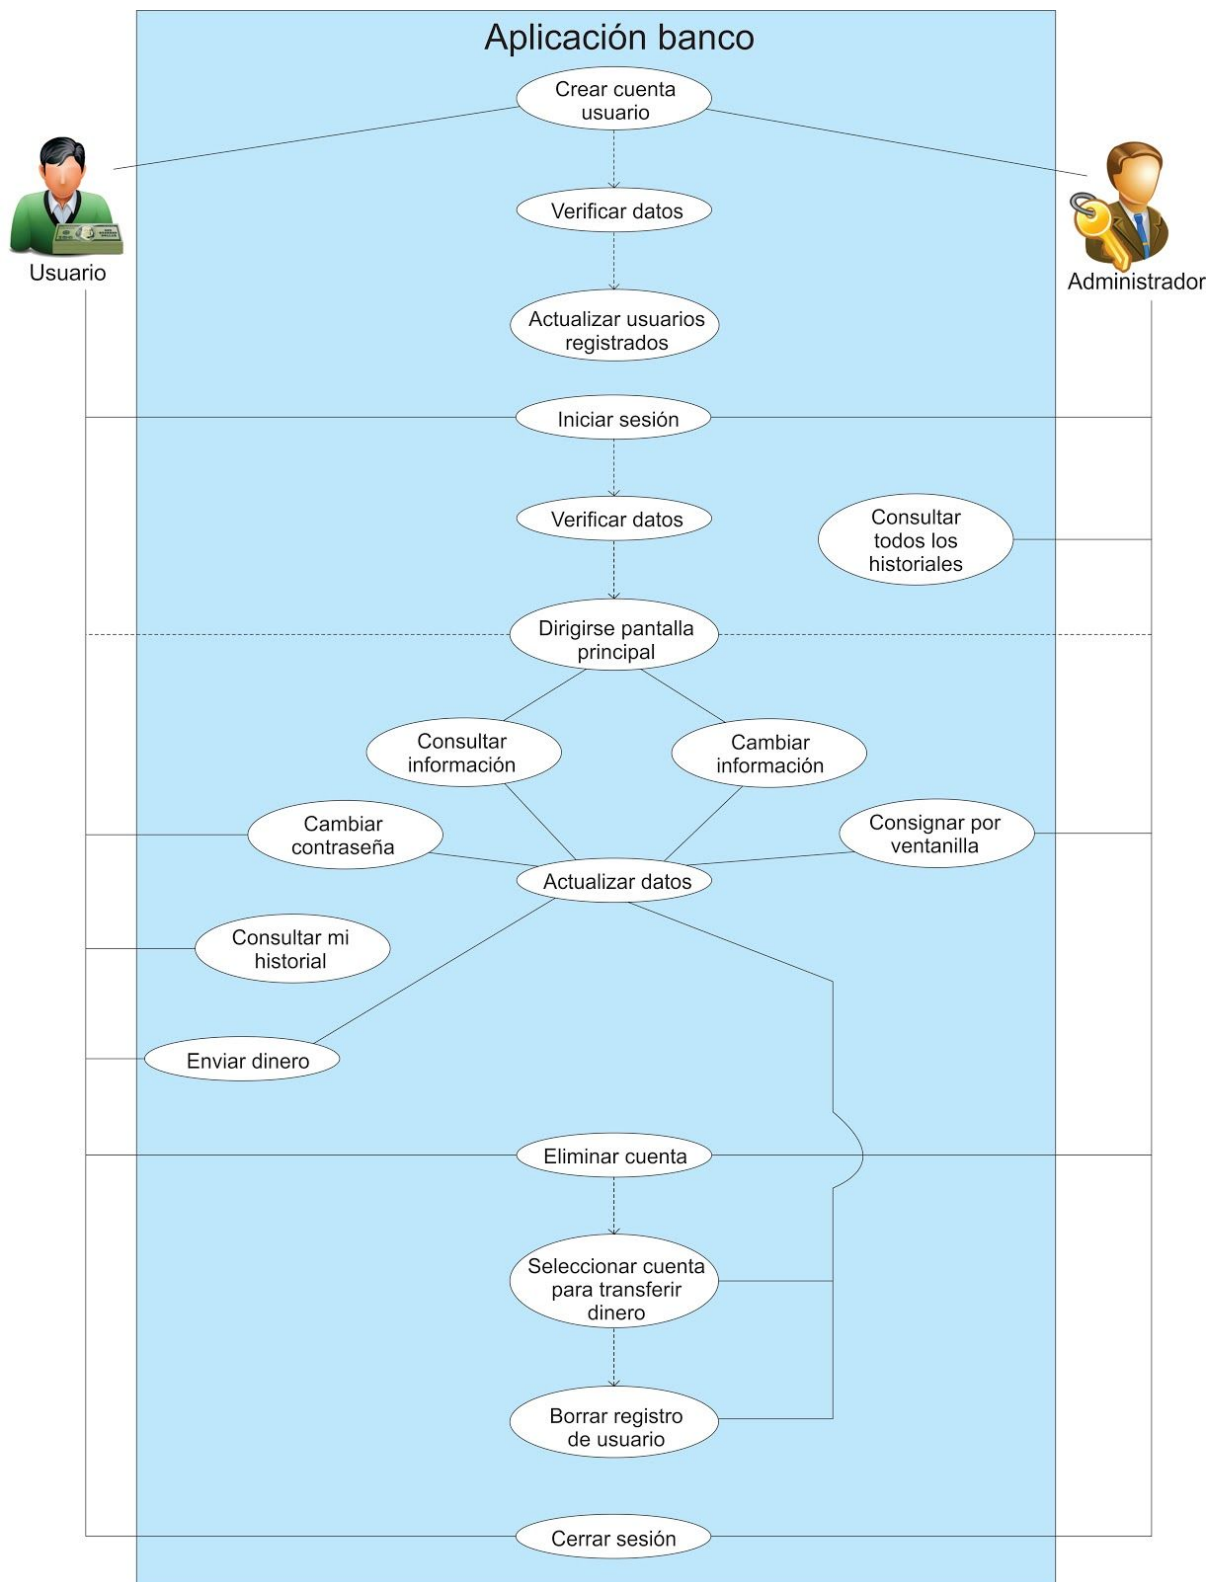 Aplicación banco
Crear cuenta
usuario
Verificar datos
Usuario
Administrador
Actualizar usuarios
registrados
Iniciar sesión
Verificar datos
Consultar
todos los
historiales
Dirigirse pantalla
principal
Consultar
información
Cambiar
información
Cambiar
contraseña
Consignar por
ventanilla
Actualizar datos
Consultar mi
historial
Enviar dinero
Eliminar cuenta
Seleccionar cuenta
para transferir
dinero
Borrar registro
de usuario
Cerrar sesión